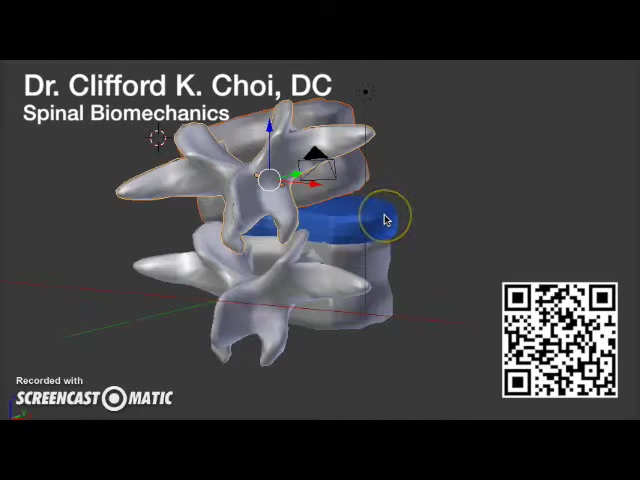 Dr. Clifford K. Choi, DC
Spinal Biomechanics
Recorded with
SCREENCAST O MATIC